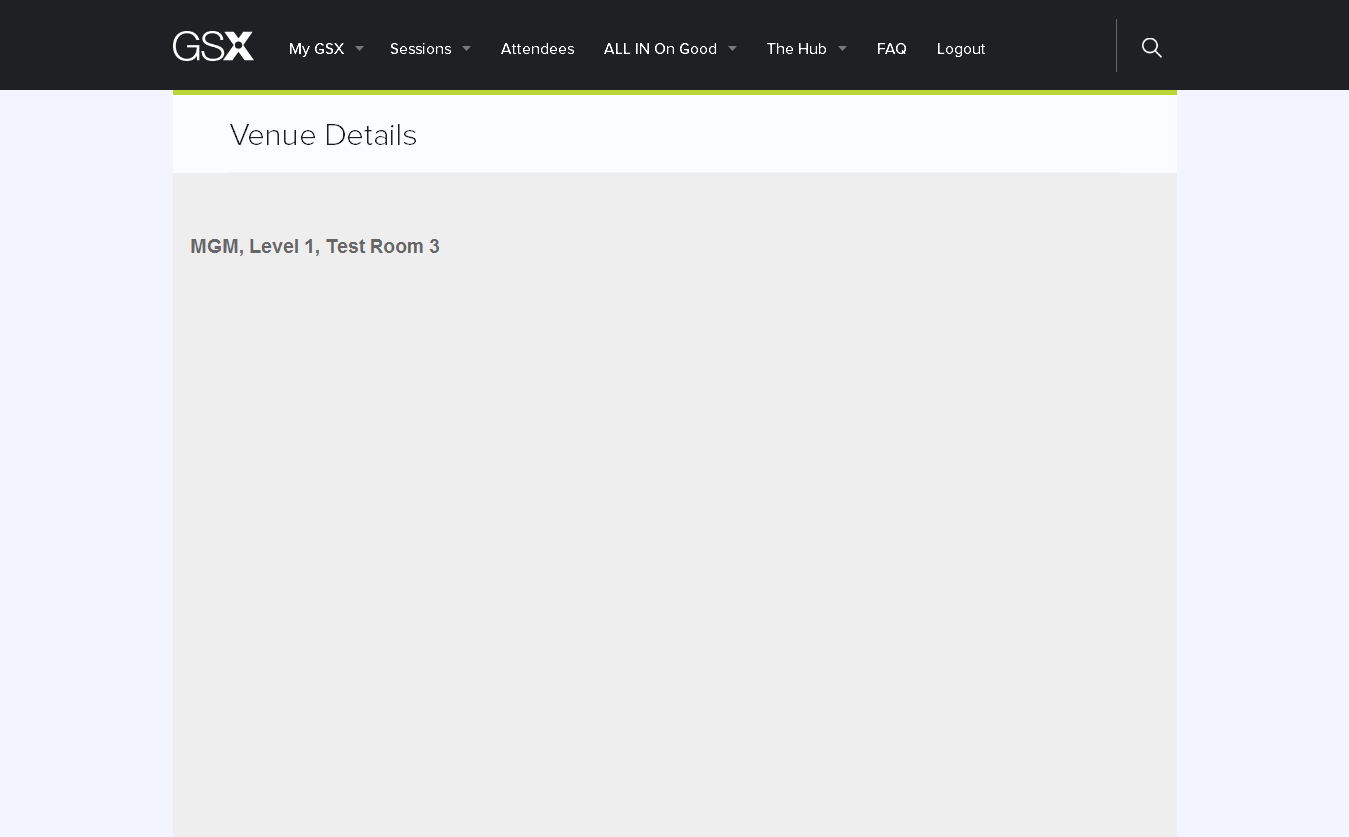 GSX My GSX Sessions Attendees ALL IN On Good The Hub FAQ Logout
Venue Details
MGM, Level 1, Test Room 3